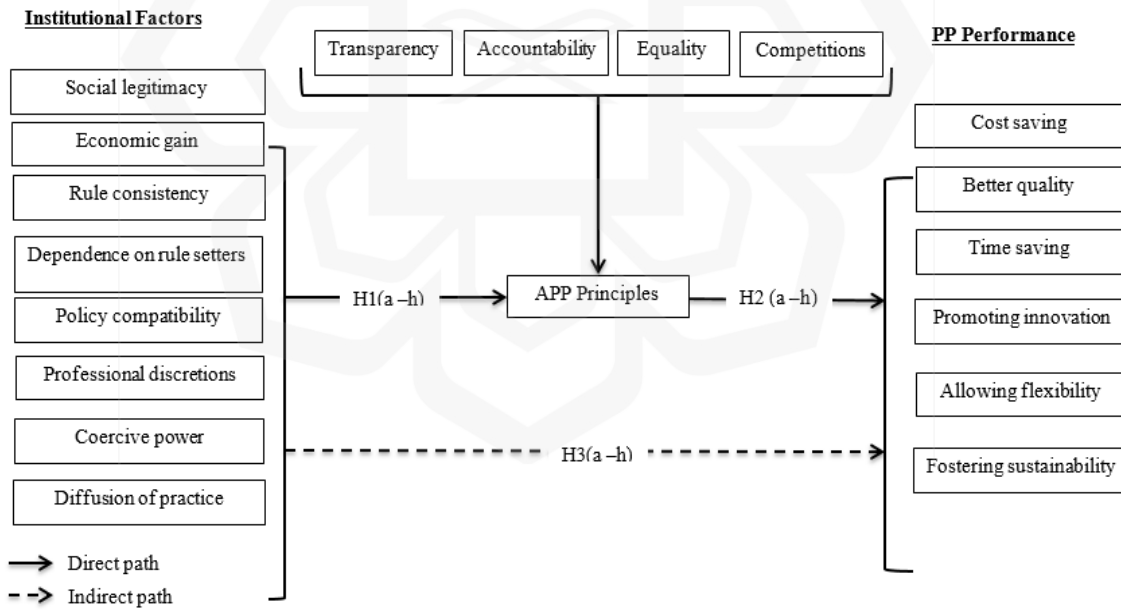 Institutional Factors
Social legitimacy
Economic gain
Rule consistency
Dependence on rule setters
Policy compatibility
Professional discretions
Coercive power
Diffusion of practice
Direct path
Indirect path
Transparency
Accountability
Equality
Competitions
H1(a –h)
APP Principles
H2 (a –h)
H3(a –h)
PP Performance
Cost saving
Better quality
Time saving
Promoting innovation
Allowing flexibility
Fostering sustainability